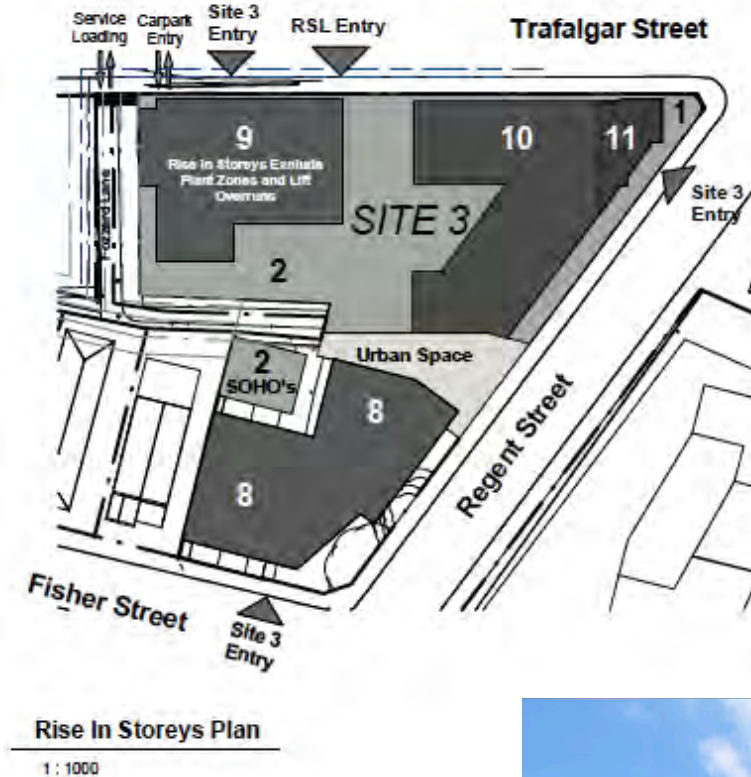 Service
Loading
Carpark
Entry
Site 3
Entry
RSL Entry
Trafalgar Street
9
Rise In Storeys Exclude
Plant Zones and Lift
Overruns
10
11
1
Site 3
Entry
SITE 3
Lane
2
Urban Space
2
SOHO's
8
8
Regent Street
Fisher Street
Site 3
Entry
Rise In Storeys Plan
1 : 1000